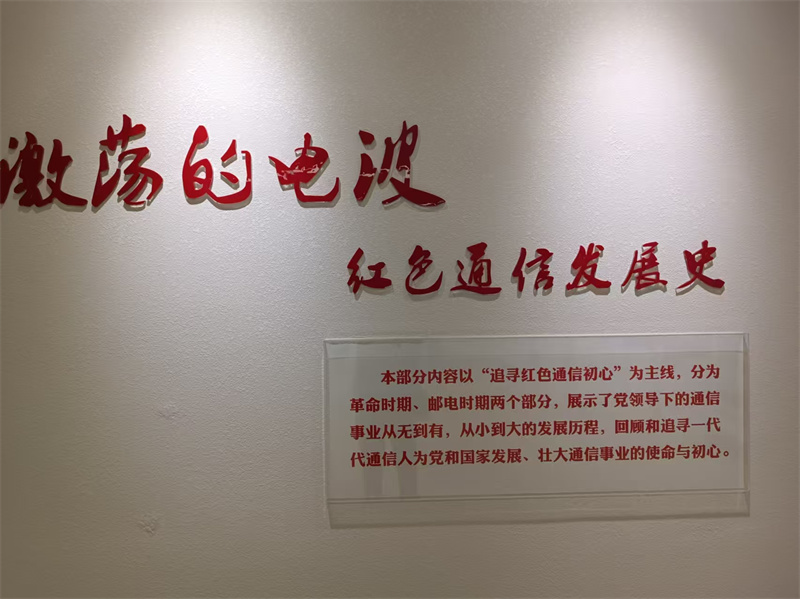 激荡的电波
红色通信发展史
本部分内容以“追寻红色通信初心”为主线，分为
革命时期、邮电时期两个部分，展示了党领导下的通信
事业从无到有，从小到大的发展历程，回顾和追寻一代
代通信人为党和国家发展、壮大通信事业的使命与初心。